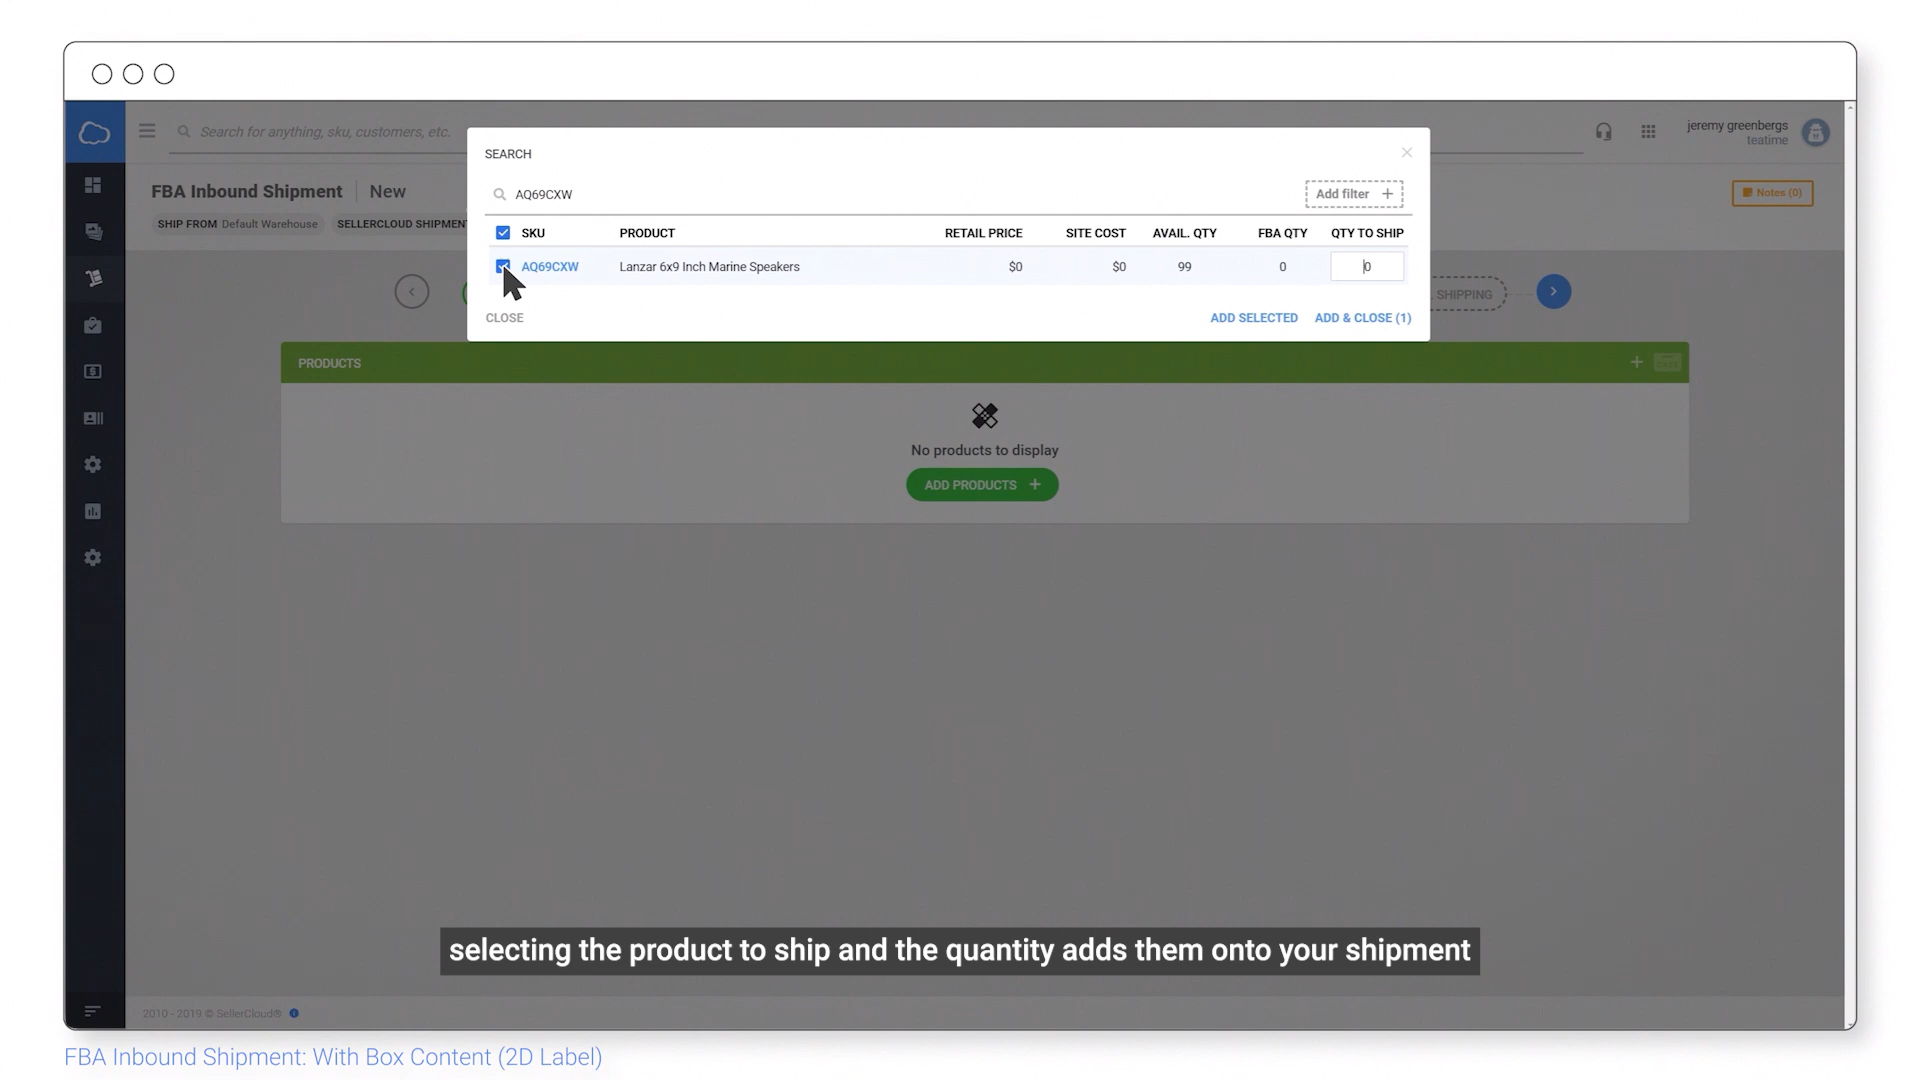 Search for anything, sku, customers, etc.
jeremy greenbergs
teatime
FBA Inbound Shipment New
Notes (0)
SHIP FROM Default Warehouse SELLERCLOUD SHIPMENT
SEARCH
AQ69CXW
Add filter +
SKU PRODUCT RETAIL PRICE SITE COST AVAIL. QTY FBA QTY QTY TO SHIP
AQ69CXW Lanzar 6x9 Inch Marine Speakers $0 $0 99 0 0
SHIPPING
CLOSE ADD SELECTED ADD & CLOSE (1)
PRODUCTS
No products to display
ADD PRODUCTS +
selecting the product to ship and the quantity adds them onto your shipment
2010 - 2019 © SellerCloud®
FBA Inbound Shipment: With Box Content (2D Label)